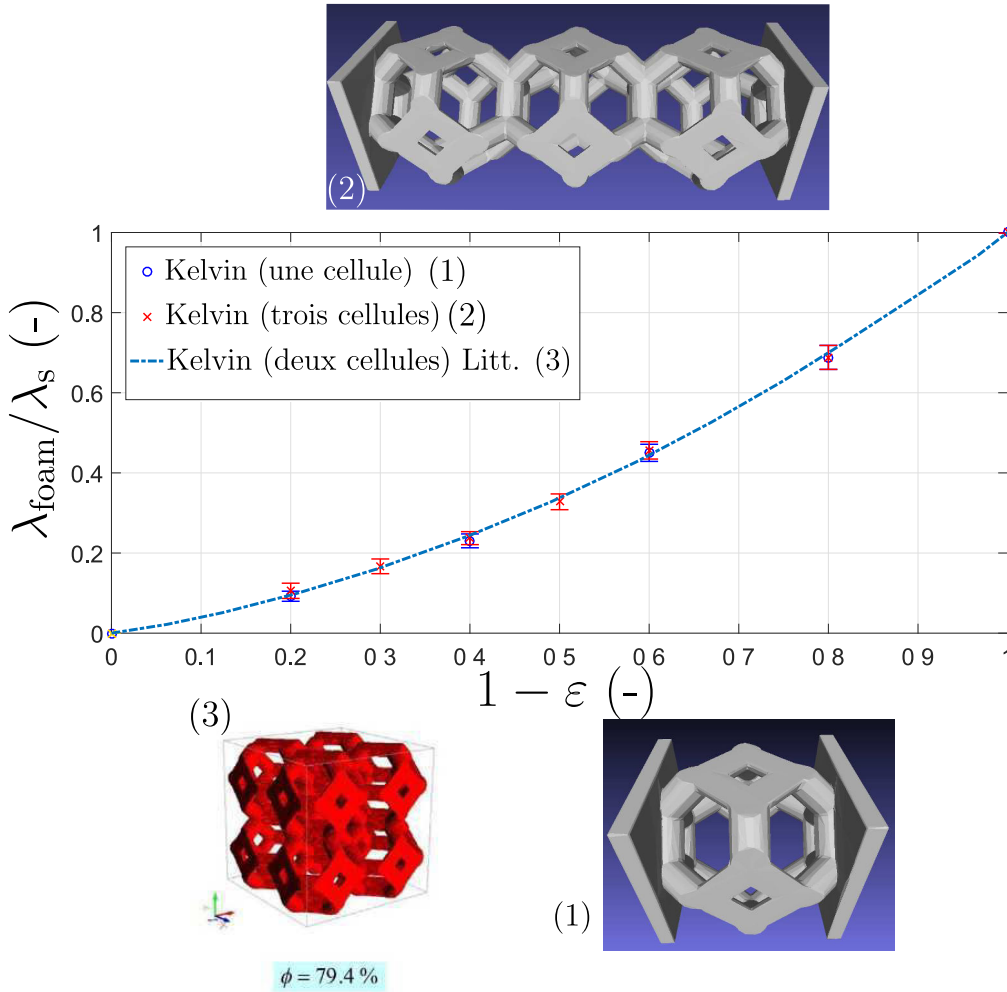 (2)
λfoam/λs (-)
1
0.8
0.6
0.4
0.2
0
Kelvin (une cellule) (1)
Kelvin (trois cellules) (2)
Kelvin (deux cellules) Litt. (3)
0 0.1 0.2 0 3 0 4 0 5 0 6 0 7 0 8 0 9 1
1 − ε (-)
(3)
(1)
ϕ = 79.4 %